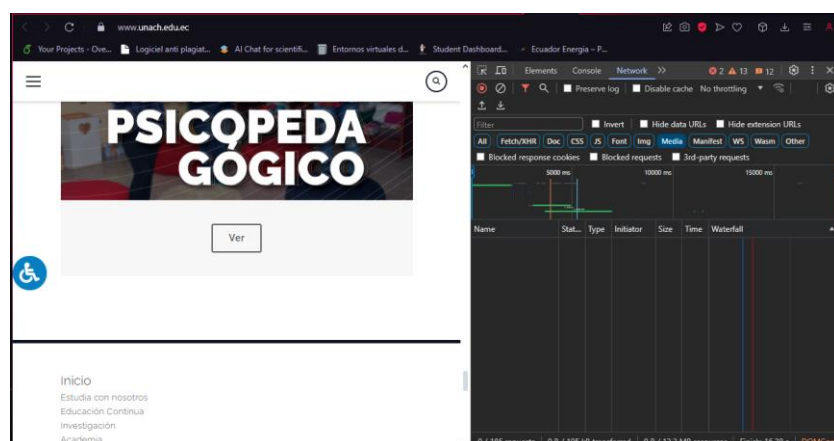 www.unach.edu.ec
Your Projects - Ove... Logiciel anti plagiat... AI Chat for scientifi... Entornos virtuales d... Student Dashboard... Ecuador Energía – P...
PSICOPEDA
GÓGICO
Ver
Inicio
Estudia con nosotros
Educación Continua
Investigación
Academia
Elements Console Network 2 13 12
Preserve log Disable cache No throttling
Filter Invert Hide data URLs Hide extension URLs
All Fetch/XHR Doc CSS JS Font Img Media Manifest WS Wasm Other
Blocked response cookies Blocked requests 3rd-party requests
5000 ms 10000 ms 15000 ms
Name Stat... Type Initiator Size Time Waterfall